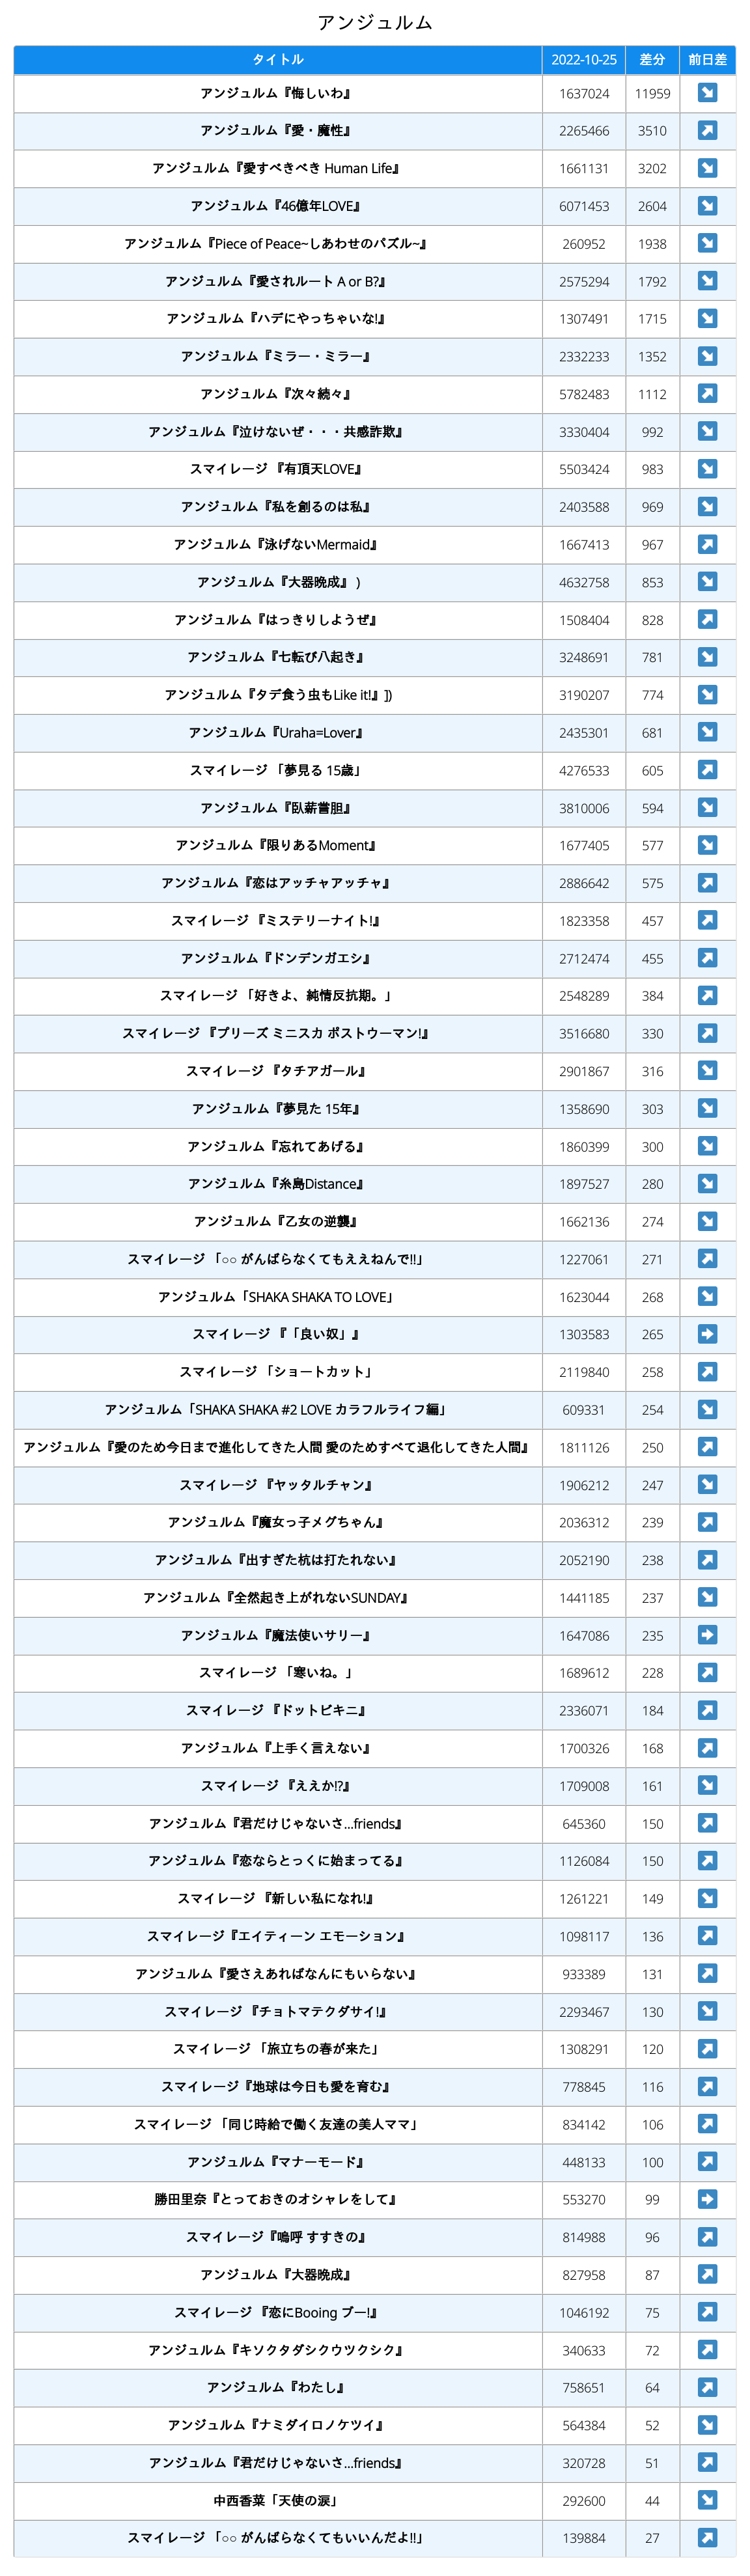 アンジュルム
タイトル 2022-10-25 差分 前日差
アンジュルム『悔しいわ』 1637024 11959 ↘
アンジュルム『愛・魔性』 2265466 3510 ↗
アンジュルム『愛すべきべき Human Life』 1661131 3202 ↘
アンジュルム『46億年LOVE』 6071453 2604 ↘
アンジュルム『Piece of Peace~しあわせのパズル~』 260952 1938 ↘
アンジュルム『愛されルート A or B?』 2575294 1792 ↘
アンジュルム『ハデにやっちゃいな!』 1307491 1715 ↘
アンジュルム『ミラー・ミラー』 2332233 1352 ↘
アンジュルム『次々続々』 5782483 1112 ↗
アンジュルム『泣けないぜ・・・共感詐欺』 3330404 992 ↘
スマイレージ 『有頂天LOVE』 5503424 983 ↘
アンジュルム『私を創るのは私』 2403588 969 ↘
アンジュルム『泳げないMermaid』 1667413 967 ↗
アンジュルム『大器晩成』 ) 4632758 853 ↘
アンジュルム『はっきりしようぜ』 1508404 828 ↗
アンジュルム『七転び八起き』 3248691 781 ↘
アンジュルム『タデ食う虫もLike it!』]) 3190207 774 ↘
アンジュルム『Uraha=Lover』 2435301 681 ↘
スマイレージ 「夢見る 15歳」 4276533 605 ↗
アンジュルム『臥薪嘗胆』 3810006 594 ↘
アンジュルム『限りあるMoment』 1677405 577 ↘
アンジュルム『恋はアッチャアッチャ』 2886642 575 ↗
スマイレージ 『ミステリーナイト!』 1823358 457 ↗
アンジュルム『ドンデンガエシ』 2712474 455 ↗
スマイレージ 「好きよ、純情反抗期。」 2548289 384 ↗
スマイレージ 『プリーズ ミニスカ ポストウーマン!』 3516680 330 ↗
スマイレージ 『タチアガール』 2901867 316 ↘
アンジュルム『夢見た 15年』 1358690 303 ↘
アンジュルム『忘れてあげる』 1860399 300 ↘
アンジュルム『糸島Distance』 1897527 280 ↘
アンジュルム『乙女の逆襲』 1662136 274 ↘
スマイレージ 「○○ がんばらなくてもええねんで!!」 1227061 271 ↗
アンジュルム「SHAKA SHAKA TO LOVE」 1623044 268 ↘
スマイレージ 『「良い奴」』 1303583 265 →
スマイレージ 「ショートカット」 2119840 258 ↗
アンジュルム「SHAKA SHAKA #2 LOVE カラフルライフ編」 609331 254 ↘
アンジュルム『愛のため今日まで進化してきた人間 愛のためすべて退化してきた人間』 1811126 250 ↗
スマイレージ 『ヤッタルチャン』 1906212 247 ↘
アンジュルム『魔女っ子メグちゃん』 2036312 239 ↗
アンジュルム『出すぎた杭は打たれない』 2052190 238 ↗
アンジュルム『全然起き上がれないSUNDAY』 1441185 237 ↘
アンジュルム『魔法使いサリー』 1647086 235 →
スマイレージ 「寒いね。」 1689612 228 ↗
スマイレージ 『ドットビキニ』 2336071 184 ↗
アンジュルム『上手く言えない』 1700326 168 ↗
スマイレージ 『ええか!?』 1709008 161 ↘
アンジュルム『君だけじゃないさ...friends』 645360 150 ↗
アンジュルム『恋ならとっくに始まってる』 1126084 150 ↗
スマイレージ 『新しい私になれ!』 1261221 149 ↘
スマイレージ『エイティーン エモーション』 1098117 136 ↗
アンジュルム『愛さえあればなんにもいらない』 933389 131 ↗
スマイレージ 『チョトマテクダサイ!』 2293467 130 ↘
スマイレージ 「旅立ちの春が来た」 1308291 120 ↗
スマイレージ『地球は今日も愛を育む』 778845 116 ↗
スマイレージ 「同じ時給で働く友達の美人ママ」 834142 106 ↗
アンジュルム『マナーモード』 448133 100 ↗
勝田里奈『とっておきのオシャレをして』 553270 99 →
スマイレージ『嗚呼 すすきの』 814988 96 ↗
アンジュルム『大器晩成』 827958 87 ↗
スマイレージ 『恋にBooing ブー!』 1046192 75 ↗
アンジュルム『キソクタダシクウツクシク』 340633 72 ↗
アンジュルム『わたし』 758651 64 ↗
アンジュルム『ナミダイロノケツイ』 564384 52 ↘
アンジュルム『君だけじゃないさ...friends』 320728 51 ↗
中西香菜「天使の涙」 292600 44 ↘
スマイレージ 「○○ がんばらなくてもいいんだよ!!」 139884 27 ↗